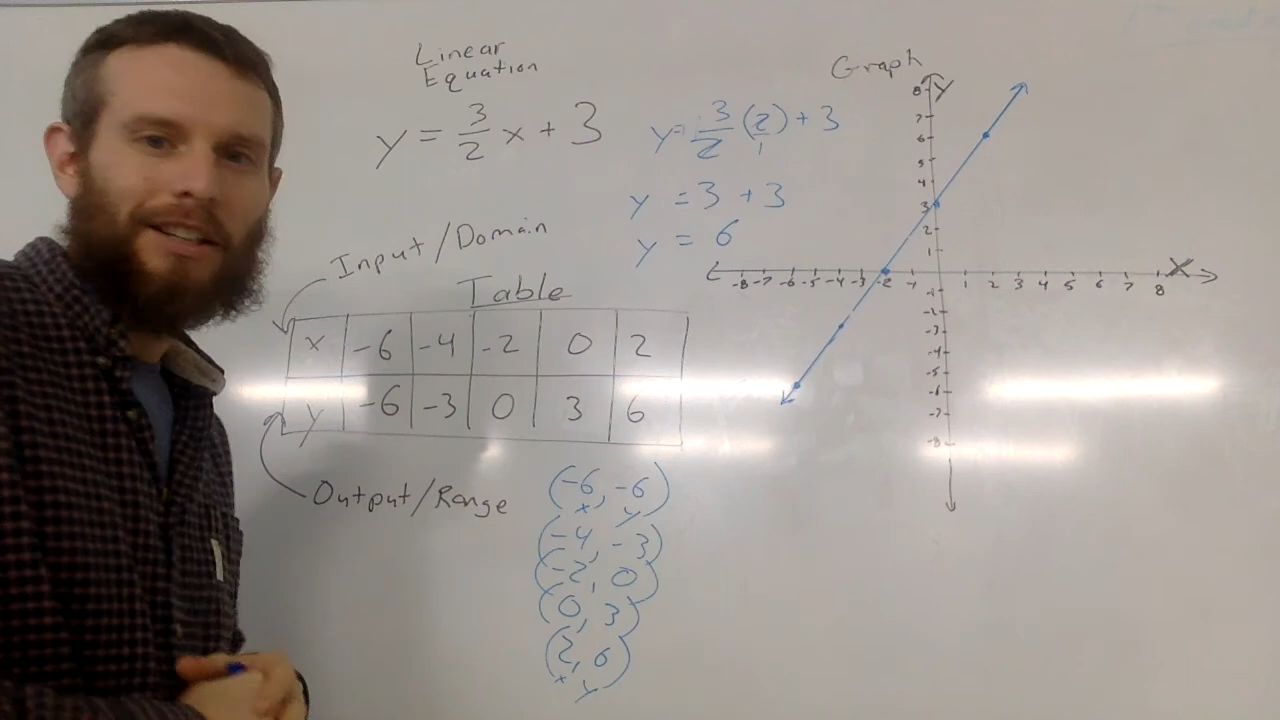 Linear
Equation
y = 3/2 x + 3
y = 3/2 (2/1) + 3
y = 3 + 3
y = 6
Input/Domain
Table
x -6 -4 -2 0 2
y -6 -3 0 3 6
Output/Range
(-6, -6)
x y
(-4, -3)
(-2, 0)
(0, 3)
(2, 6)
x y
Graph
Y
8
7
6
5
4
3
2
1
-8 -7 -6 -5 -4 -3 -2 -1 1 2 3 4 5 6 7 8 X
-1
-2
-3
-4
-5
-6
-7
-8